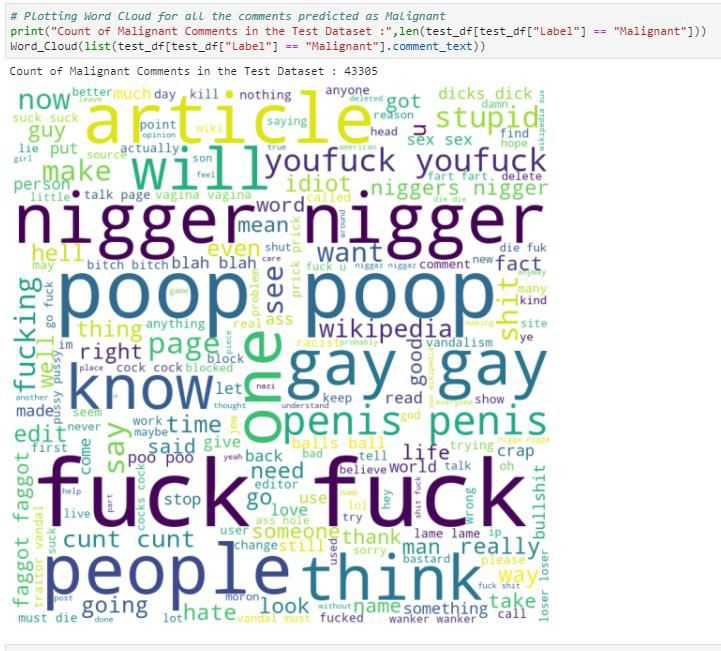 # Plotting Word Cloud for all the comments predicted as Malignant
print("Count of Malignant Comments in the Test Dataset :",len(test_df[test_df["Label"] == "Malignant"]))
Word_Cloud(list(test_df[test_df["Label"] == "Malignant"].comment_text))
Count of Malignant Comments in the Test Dataset : 43305
now better much day kill nothing anyone deleted got dicks dick
leave article reason damn
suck suck point wiki saying head u stupid
guy opinion sex sex find wikipedia sux
lie put actually true american hope
girl source son will youfuck youfuck
make feel fart fart delete
person idiot niggers nigger
little talk page vagina vagina called die die
nigger word nigger
mean around
hell even shut prick prick want die fuk
may bitch bitch blah blah care fuck u niggaz niggaz comment new fact
poop see poop anyway
fucking go fuck game problem shit many
kind
thing anything real ass wikipedia making site
well im right page racist probably vandalism ye
place cock cock blocked block piece one gay good gay
pussy pussy know let nazi
another thought understand keep read sux wikipedia everyone show
made seem jew penis god penis
edit never work time balls ball nigga nigga
first maybe said give bad tell life trying crap
come say poo poo yeah back believe world talk oh
fuck need fuck
help cocks cock part stop editor use dumb hey shit fuck wrong bullshit
live go love lol try
faggot faggot suck user ass hole someone thank lame lame ip
cunt cunt change still used sorry man really
traitor vandal people think bastard please
way
moron fuck shit
post going look without name something take loser loser
must die done lot hate vandal must fucked wanker wanker call